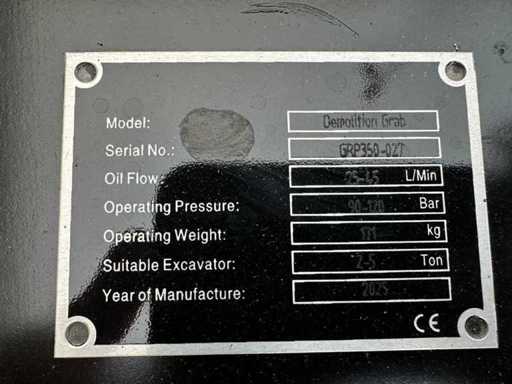 Model: Demolition Grab
Serial No.: GRP350-027
Oil Flow: 25-45 L/Min
Operating Pressure: 90-120 Bar
Operating Weight: kg
Suitable Excavator: 2-5 Ton
Year of Manufacture: 2025
CE